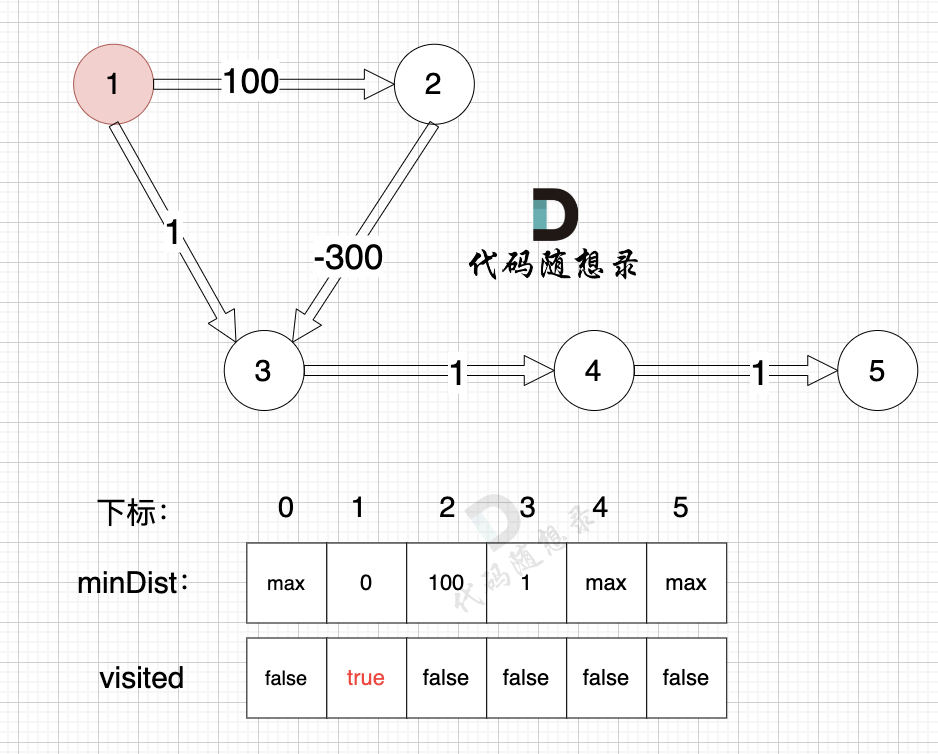 1
100
2
1
-300
代码随想录
3
1
4
1
5
下标： 0 1 2 3 4 5
minDist： max 0 100 1 max max
代码随想录
visited false true false false false false